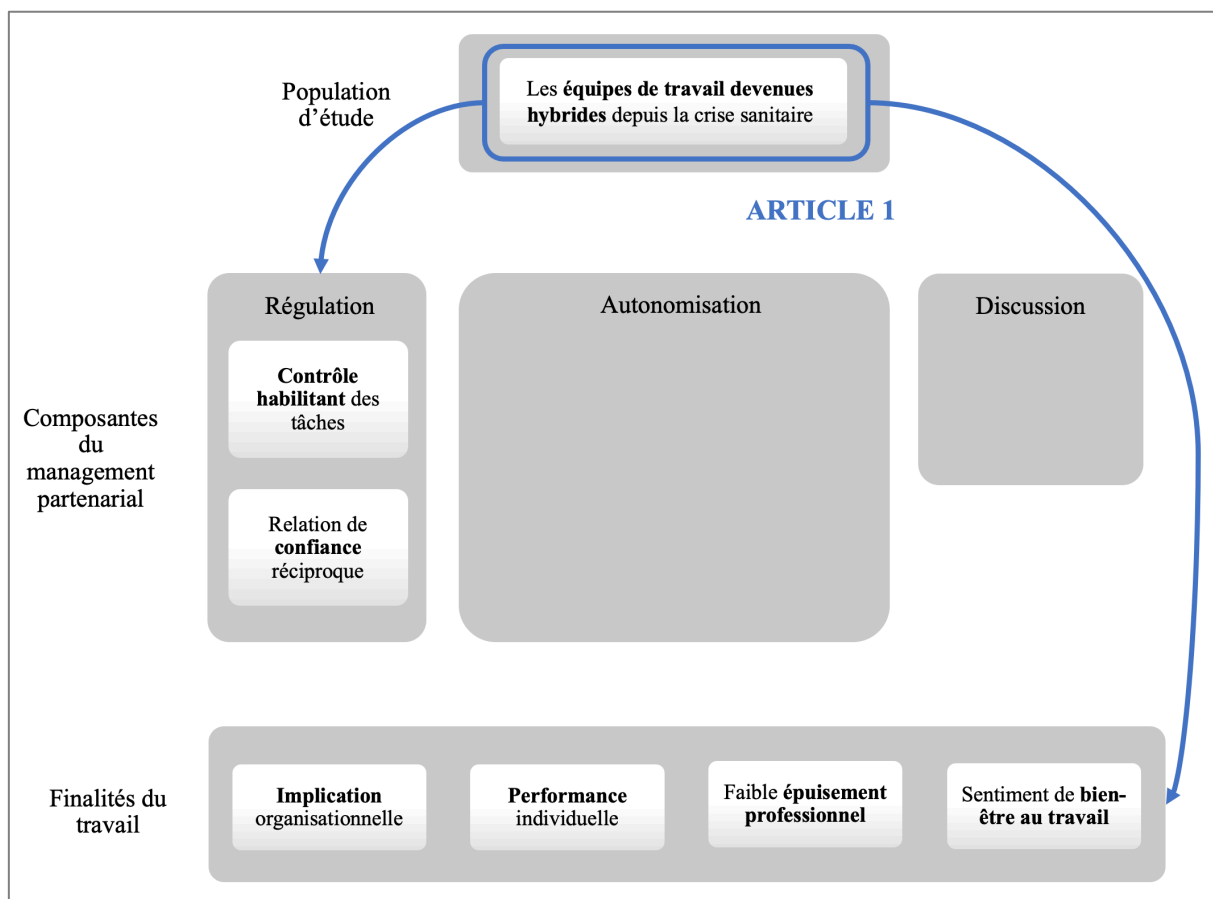 Population
d'étude
Les équipes de travail devenues
hybrides depuis la crise sanitaire
ARTICLE 1
Composantes
du
management
partenarial
Régulation
Contrôle
habilitant des
tâches
Relation de
confiance
réciproque
Autonomisation
Discussion
Finalités du
travail
Implication
organisationnelle
Performance
individuelle
Faible épuisement
professionnel
Sentiment de bien-
être au travail